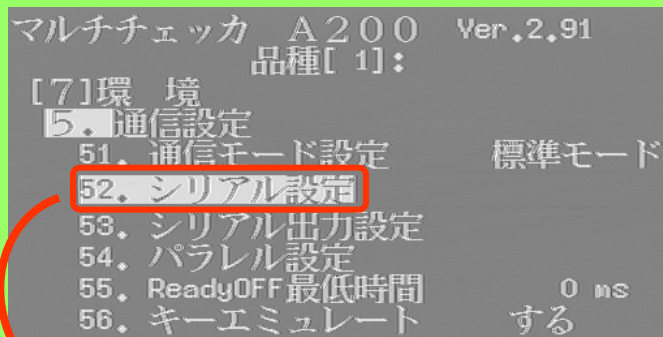 マルチチェッカ A200 Ver.2.91
品種[ 1]:
[7]環 境
5. 通信設定
51. 通信モード設定 標準モード
52. シリアル設定
53. シリアル出力設定
54. パラレル設定
55. ReadyOFF最低時間 0 ms
56. キーエミュレート する